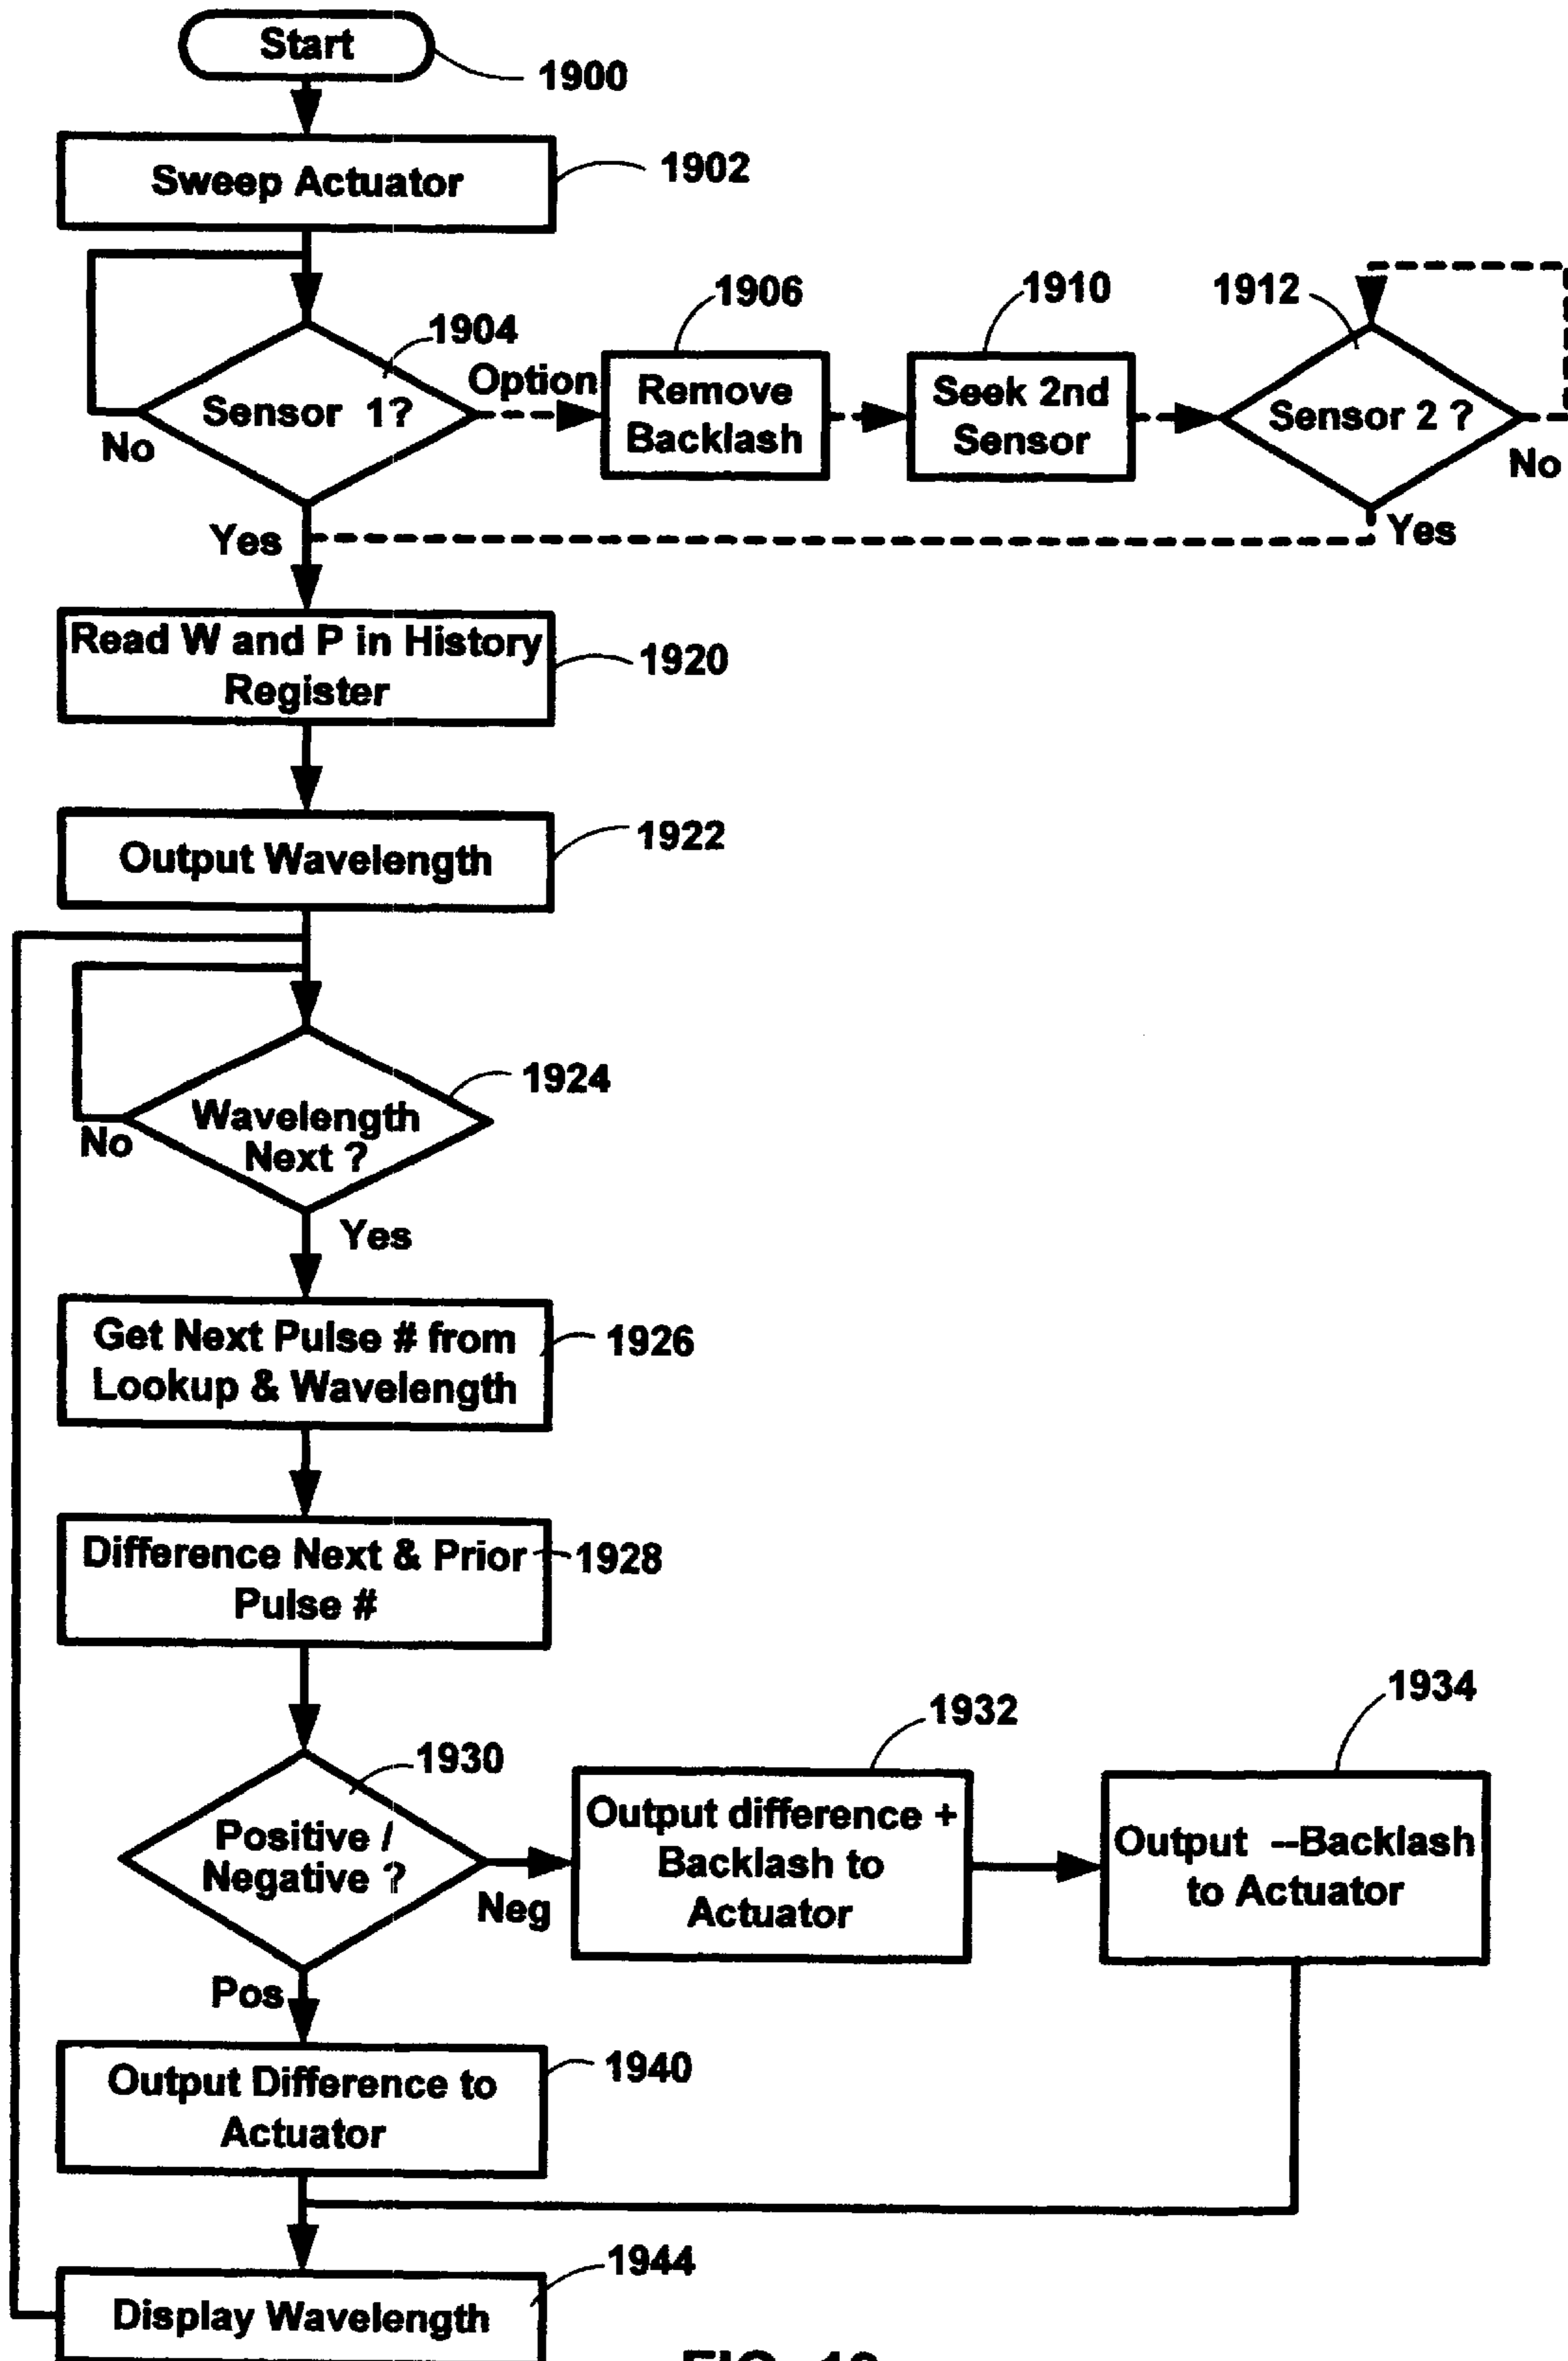 Start
1900
Sweep Actuator
1902
1904
Sensor 1?
No
Option
Yes
1906
Remove
Backlash
1910
Seek 2nd
Sensor
1912
Sensor 2 ?
No
Yes
Read W and P in History
Register
1920
Output Wavelength
1922
1924
Wavelength
Next ?
No
Yes
Get Next Pulse # from
Lookup & Wavelength
1926
Difference Next & Prior
Pulse #
1928
1930
Positive /
Negative ?
Neg
Pos
1932
Output difference +
Backlash to
Actuator
1934
Output --Backlash
to Actuator
Output Difference to
Actuator
1940
1944
Display Wavelength